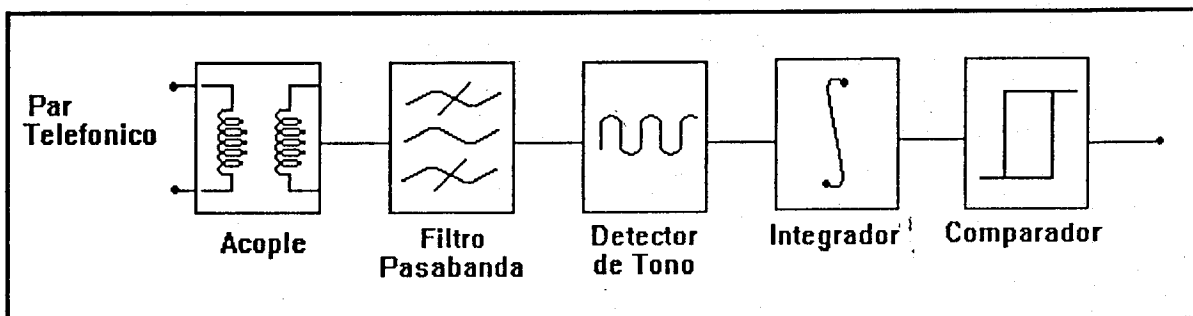 Par
Telefonico
Acople
Filtro
Pasabanda
Detector
de Tono
Integrador
Comparador